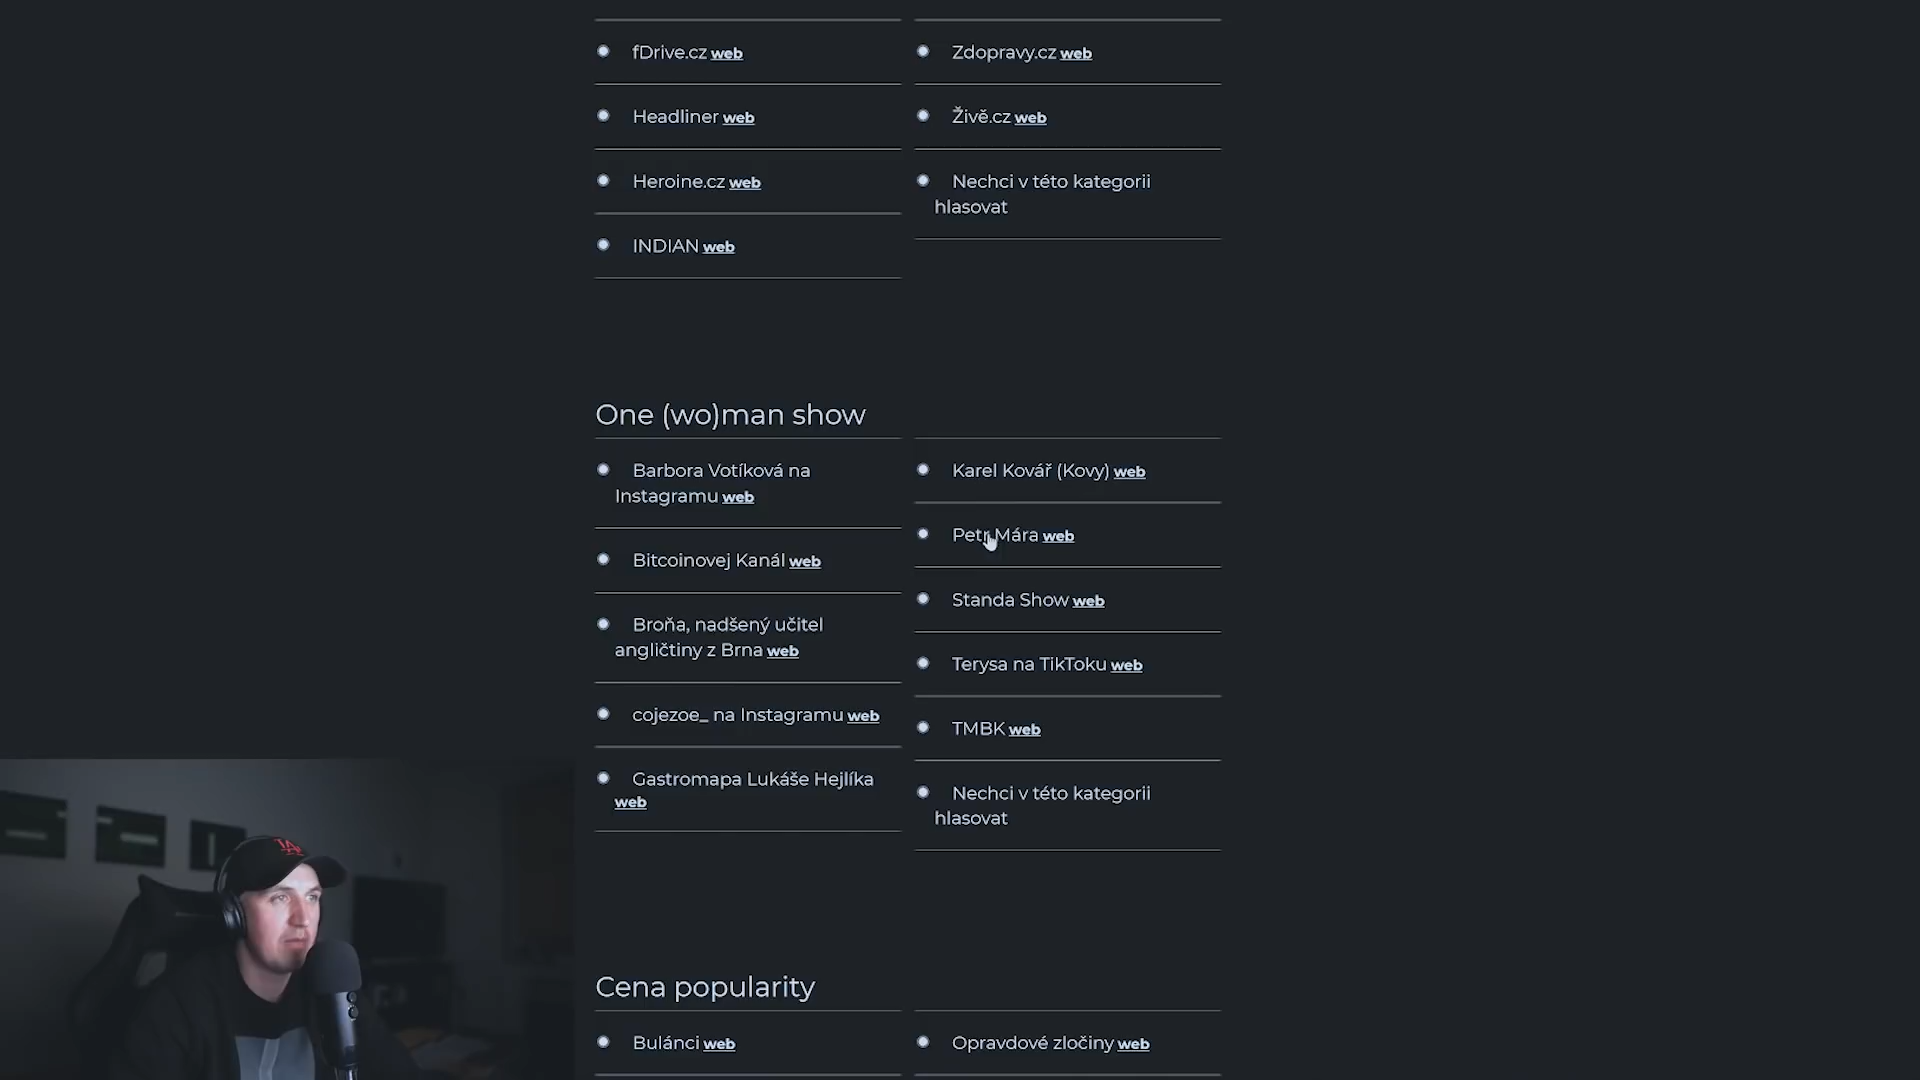 fDrive.cz web
Headliner web
Heroine.cz web
INDIAN web
Zdopravy.cz web
Živě.cz web
Nechci v této kategorii
hlasovat
One (wo)man show
Barbora Votíková na
Instagramu web
Bitcoinovej Kanál web
Broňa, nadšený učitel
angličtiny z Brna web
cojezoe_ na Instagramu web
Gastromapa Lukáše Hejlíka
web
Karel Kovář (Kovy) web
Petr Mára web
Standa Show web
Terysa na TikToku web
TMBK web
Nechci v této kategorii
hlasovat
Cena popularity
Bulánci web
Opravdové zločiny web